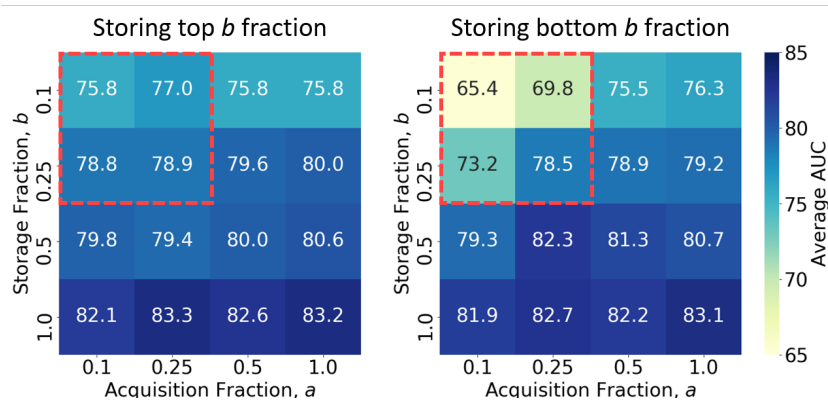 Storing top b fraction
Storing bottom b fraction
Storage Fraction, b
0.1
75.8 77.0 75.8 75.8
0.25
78.8 78.9 79.6 80.0
0.5
79.8 79.4 80.0 80.6
1.0
82.1 83.3 82.6 83.2
0.1 0.25 0.5 1.0
Acquisition Fraction, a
Storage Fraction, b
0.1
65.4 69.8 75.5 76.3
0.25
73.2 78.5 78.9 79.2
0.5
79.3 82.3 81.3 80.7
1.0
81.9 82.7 82.2 83.1
0.1 0.25 0.5 1.0
Acquisition Fraction, a
85
80
75
70
65
Average AUC